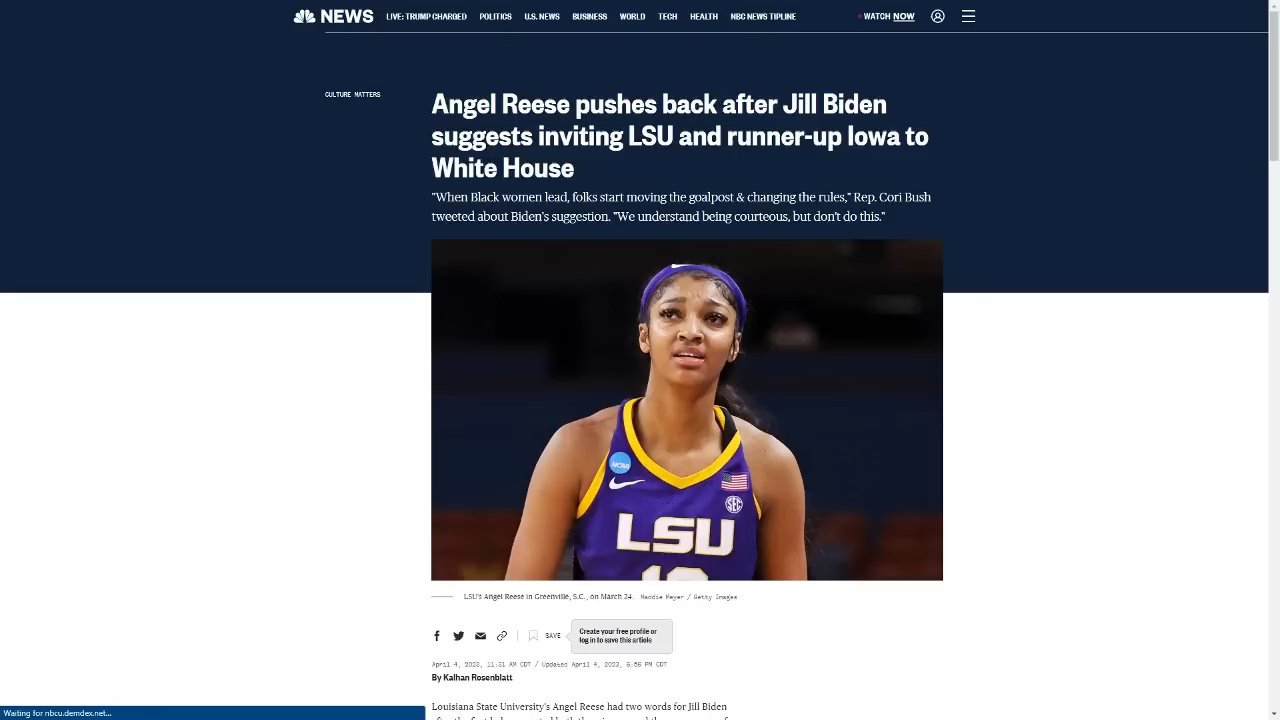 NEWS LIVE: TRUMP CHARGED POLITICS U.S. NEWS BUSINESS WORLD TECH HEALTH NBC NEWS TIPLINE WATCH NOW
CULTURE MATTERS
Angel Reese pushes back after Jill Biden
suggests inviting LSU and runner-up Iowa to
White House
"When Black women lead, folks start moving the goalpost & changing the rules," Rep. Cori Bush
tweeted about Biden's suggestion. "We understand being courteous, but don't do this."
NCAA
SEC
LSU
LSU's Angel Reese in Greenville, S.C., on March 24. Maddie Meyer / Getty Images
SAVE
Create your free profile or
log in to save this article
April 4, 2023, 11:31 AM CDT / Updated April 4, 2023, 6:56 PM CDT
By Kalhan Rosenblatt
Louisiana State University's Angel Reese had two words for Jill Biden
Waiting for nbcu.demdex.net...